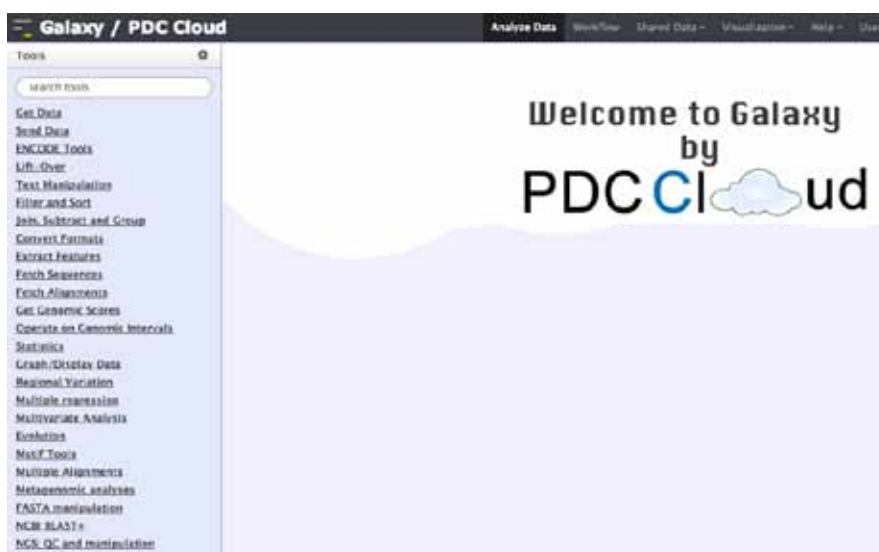 Galaxy / PDC Cloud
Analyze Data Workflow Shared Data Visualization Help User
Tools
search tools
Get Data
Send Data
ENCODE Tools
Lift-Over
Text Manipulation
Filter and Sort
Join, Subtract and Group
Convert Formats
Extract Features
Fetch Sequences
Fetch Alignments
Get Genomic Scores
Operate on Genomic Intervals
Statistics
Graph/Display Data
Regional Variation
Multiple regression
Multivariate Analysis
Evolution
Motif Tools
Multiple Alignments
Metagenomic analyses
FASTA manipulation
NCBI BLAST+
NGS: QC and manipulation
Welcome to Galaxy
by
PDC Cloud